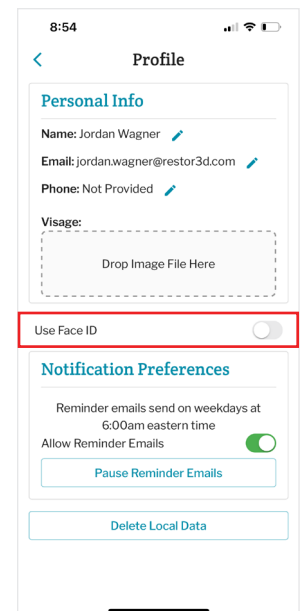 8:54
Profile
Personal Info
Name: Jordan Wagner
Email: jordan.wagner@restor3d.com
Phone: Not Provided
Visage:
Drop Image File Here
Use Face ID
Notification Preferences
Reminder emails send on weekdays at
6:00am eastern time
Allow Reminder Emails
Pause Reminder Emails
Delete Local Data